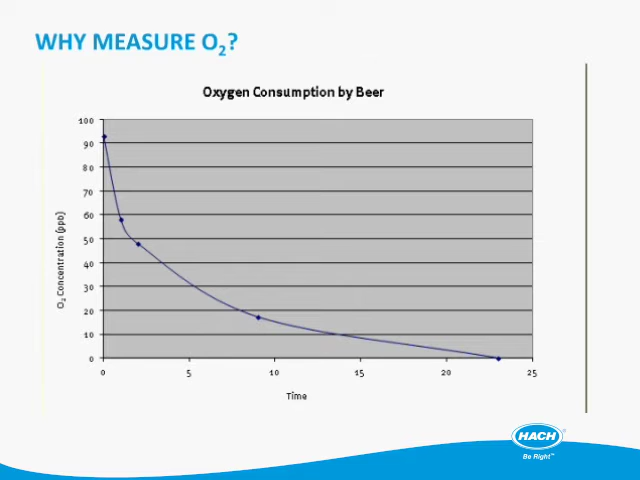 WHY MEASURE O₂?
Oxygen Consumption by Beer
100
90
80
70
60
50
40
30
20
10
0
O₂ Concentration (ppb)
0 5 10 15 20 25
Time
HACH®
Be Right™